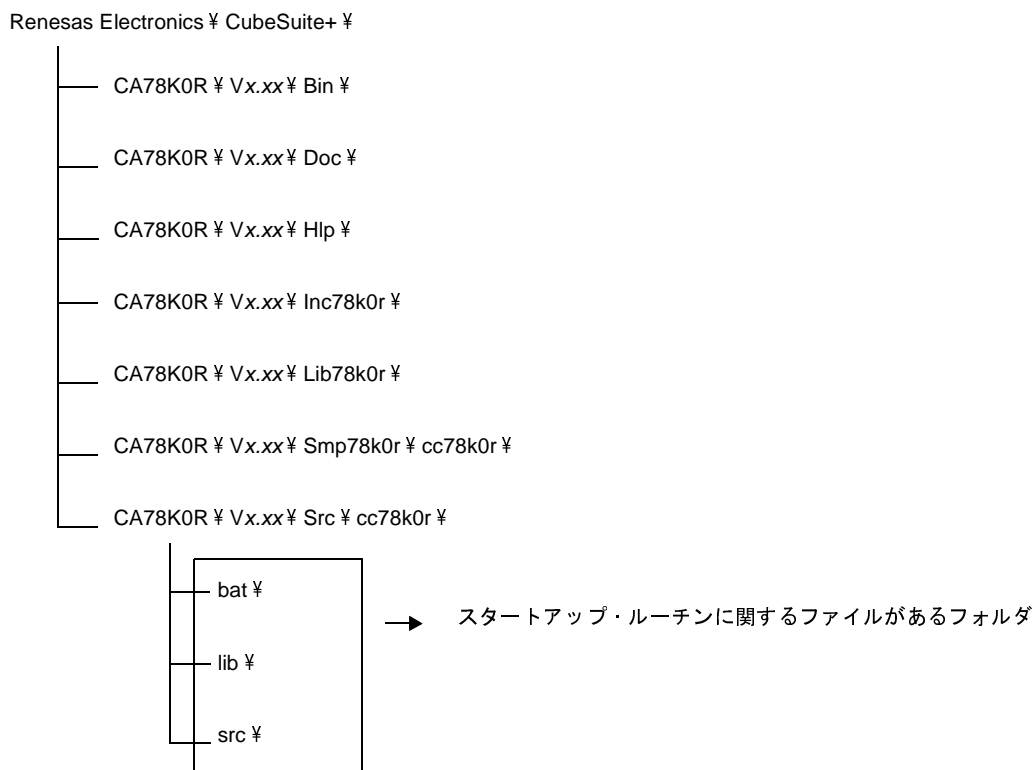 Renesas Electronics ¥ CubeSuite+ ¥
CA78K0R ¥ Vx.xx ¥ Bin ¥
CA78K0R ¥ Vx.xx ¥ Doc ¥
CA78K0R ¥ Vx.xx ¥ Hlp ¥
CA78K0R ¥ Vx.xx ¥ Inc78k0r ¥
CA78K0R ¥ Vx.xx ¥ Lib78k0r ¥
CA78K0R ¥ Vx.xx ¥ Smp78k0r ¥ cc78k0r ¥
CA78K0R ¥ Vx.xx ¥ Src ¥ cc78k0r ¥
bat ¥
スタートアップ・ルーチンに関するファイルがあるフォルダ
lib ¥
src ¥